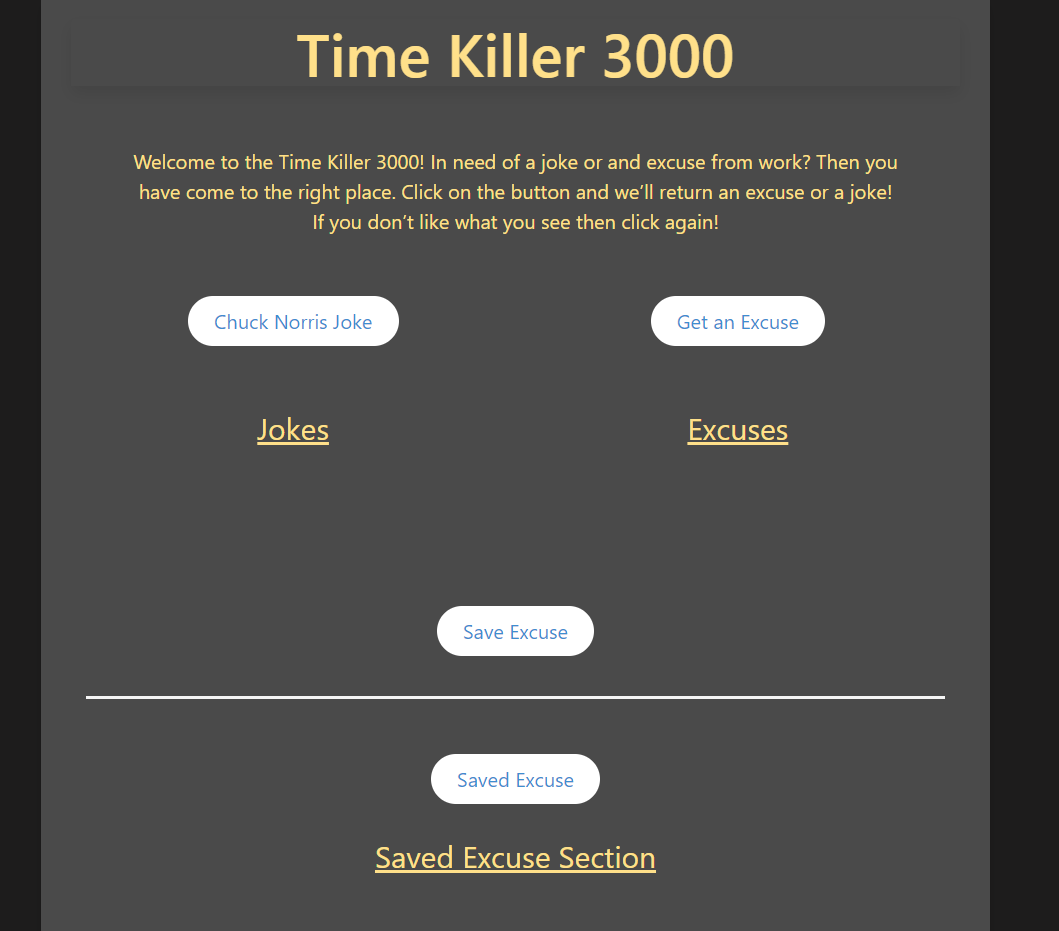 Time Killer 3000
Welcome to the Time Killer 3000! In need of a joke or and excuse from work? Then you
have come to the right place. Click on the button and we’ll return an excuse or a joke!
If you don’t like what you see then click again!
Chuck Norris Joke
Get an Excuse
Jokes
Excuses
Save Excuse
Saved Excuse
Saved Excuse Section